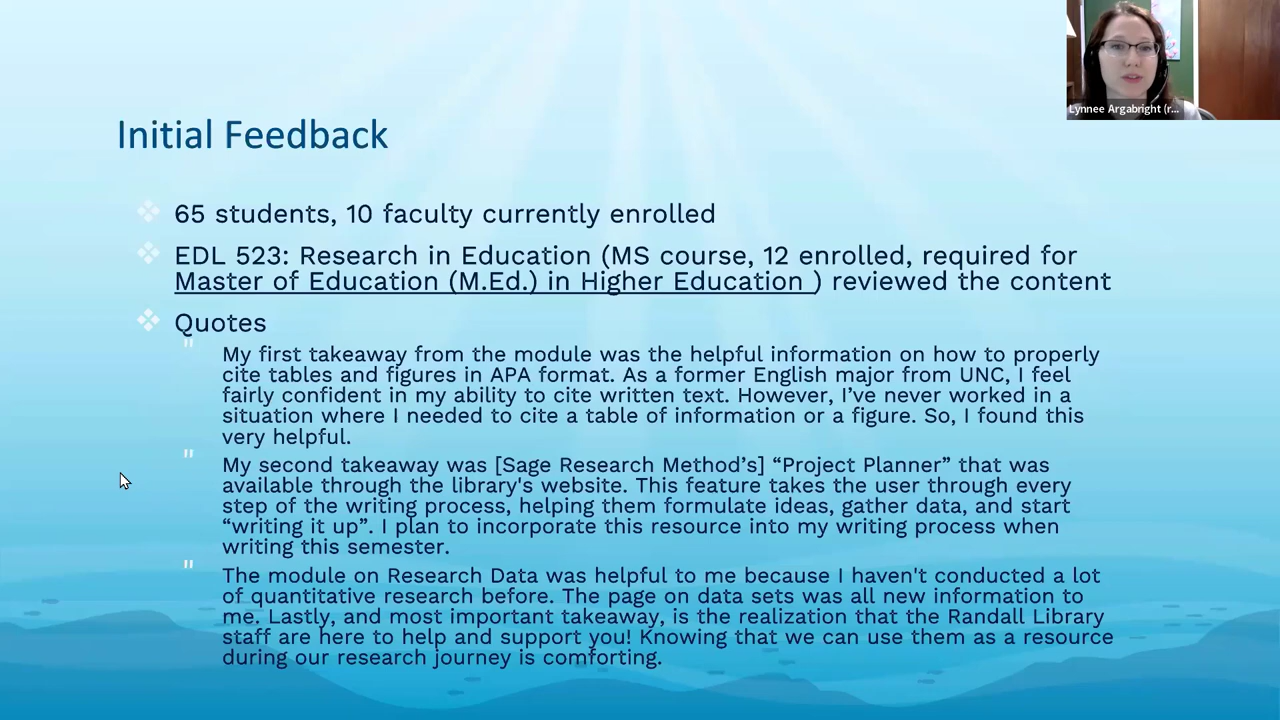 Lynnee Argabright (r...
Initial Feedback
65 students, 10 faculty currently enrolled
EDL 523: Research in Education (MS course, 12 enrolled, required for
Master of Education (M.Ed.) in Higher Education ) reviewed the content
Quotes
" My first takeaway from the module was the helpful information on how to properly
cite tables and figures in APA format. As a former English major from UNC, I feel
fairly confident in my ability to cite written text. However, I’ve never worked in a
situation where I needed to cite a table of information or a figure. So, I found this
very helpful.
" My second takeaway was [Sage Research Method’s] “Project Planner” that was
available through the library's website. This feature takes the user through every
step of the writing process, helping them formulate ideas, gather data, and start
“writing it up”. I plan to incorporate this resource into my writing process when
writing this semester.
" The module on Research Data was helpful to me because I haven't conducted a lot
of quantitative research before. The page on data sets was all new information to
me. Lastly, and most important takeaway, is the realization that the Randall Library
staff are here to help and support you! Knowing that we can use them as a resource
during our research journey is comforting.